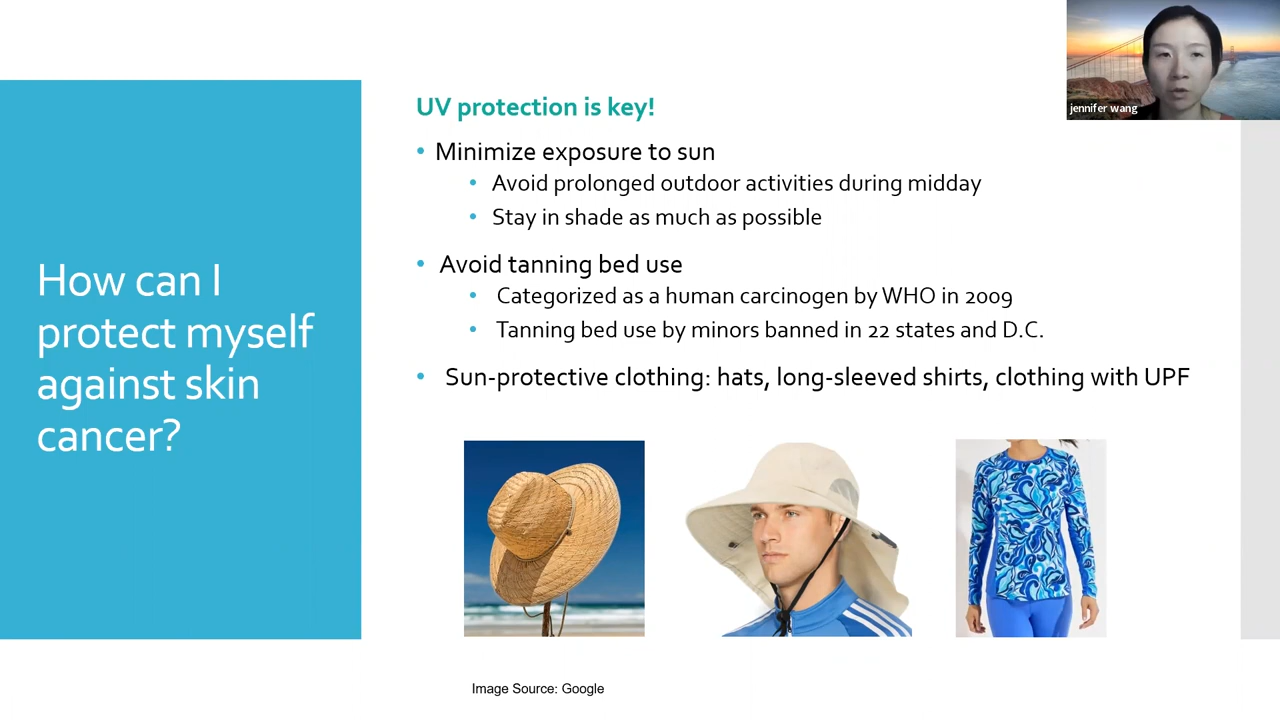 How can I
protect myself
against skin
cancer?
UV protection is key!
• Minimize exposure to sun
• Avoid prolonged outdoor activities during midday
• Stay in shade as much as possible
• Avoid tanning bed use
• Categorized as a human carcinogen by WHO in 2009
• Tanning bed use by minors banned in 22 states and D.C.
• Sun-protective clothing: hats, long-sleeved shirts, clothing with UPF
Image Source: Google
jennifer wang